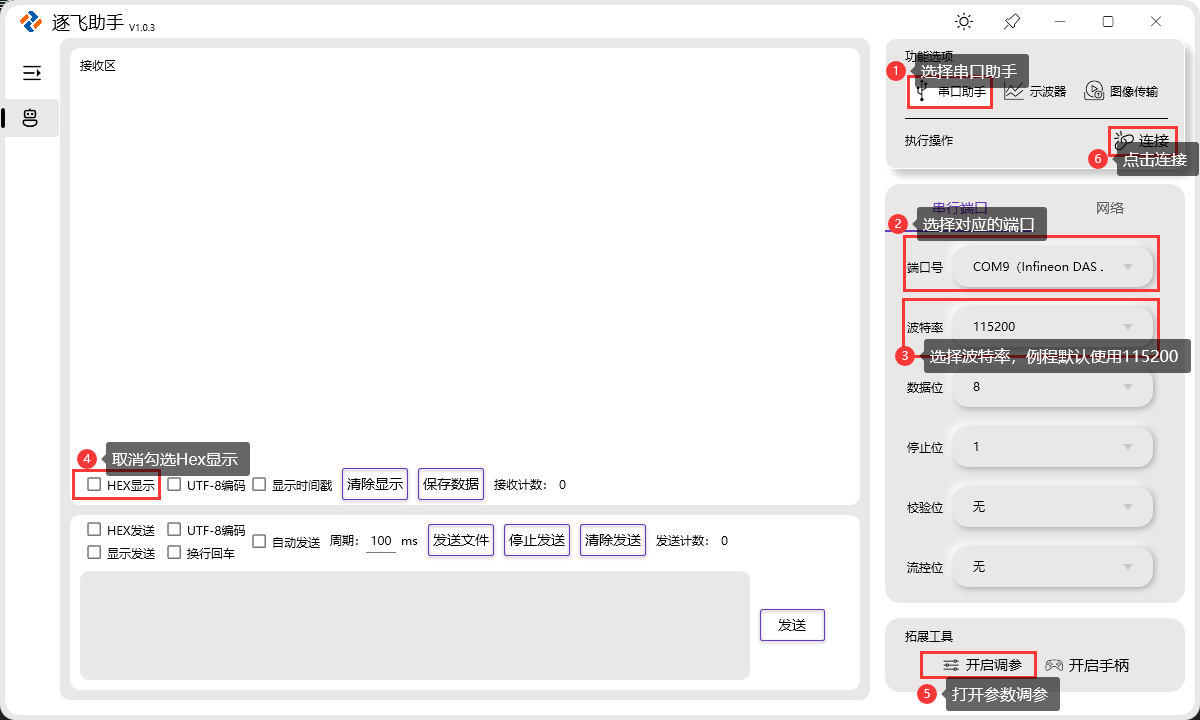 逐飞助手 V1.0.3
接收区
功能选项
1 选择串口助手
串口助手 示波器 图像传输
执行操作 连接
6 点击连接
串行端口 网络
2 选择对应的端口
端口号 COM9（Infineon DAS .
波特率 115200
3 选择波特率，例程默认使用115200
数据位 8
停止位 1
校验位 无
流控位 无
4 取消勾选Hex显示
HEX显示 UTF-8编码 显示时间戳 清除显示 保存数据 接收计数： 0
HEX发送 UTF-8编码
显示发送 换行回车
自动发送 周期： 100 ms 发送文件 停止发送 清除发送 发送计数： 0
发送
拓展工具
开启调参 开启手柄
5 打开参数调参